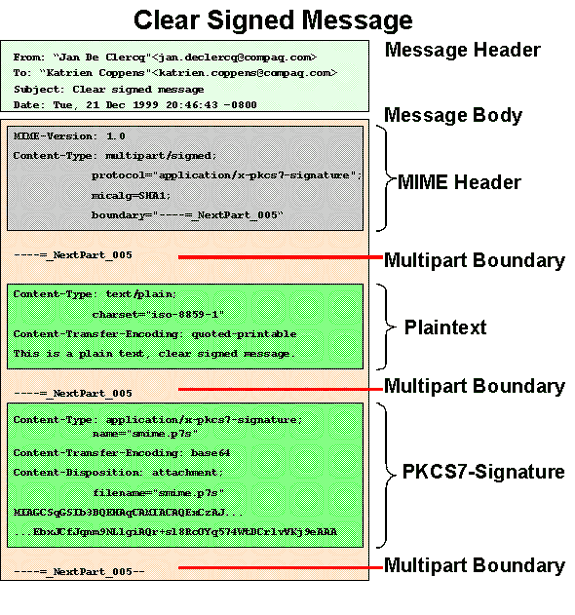 Clear Signed Message
Message Header
From: "Jan De Clercq"<jan.declercq@compaq.com>
To: "Katrien Coppens"<katrien.coppens@compaq.com>
Subject: Clear signed message
Date: Tue, 21 Dec 1999 20:46:43 -0800
Message Body
MIME-Version: 1.0
Content-Type: multipart/signed;
protocol="application/x-pkcs7-signature";
micalg=SHA1;
boundary="----=_NextPart_005"
MIME Header
----=_NextPart_005
Multipart Boundary
Content-Type: text/plain;
charset="iso-8859-1"
Content-Transfer-Encoding: quoted-printable
This is a plain text, clear signed message.
Plaintext
----=_NextPart_005
Multipart Boundary
Content-Type: application/x-pkcs7-signature;
name="smime.p7s"
Content-Transfer-Encoding: base64
Content-Disposition: attachment;
filename="smime.p7s"
PKCS7-Signature
----=_NextPart_005--
Multipart Boundary